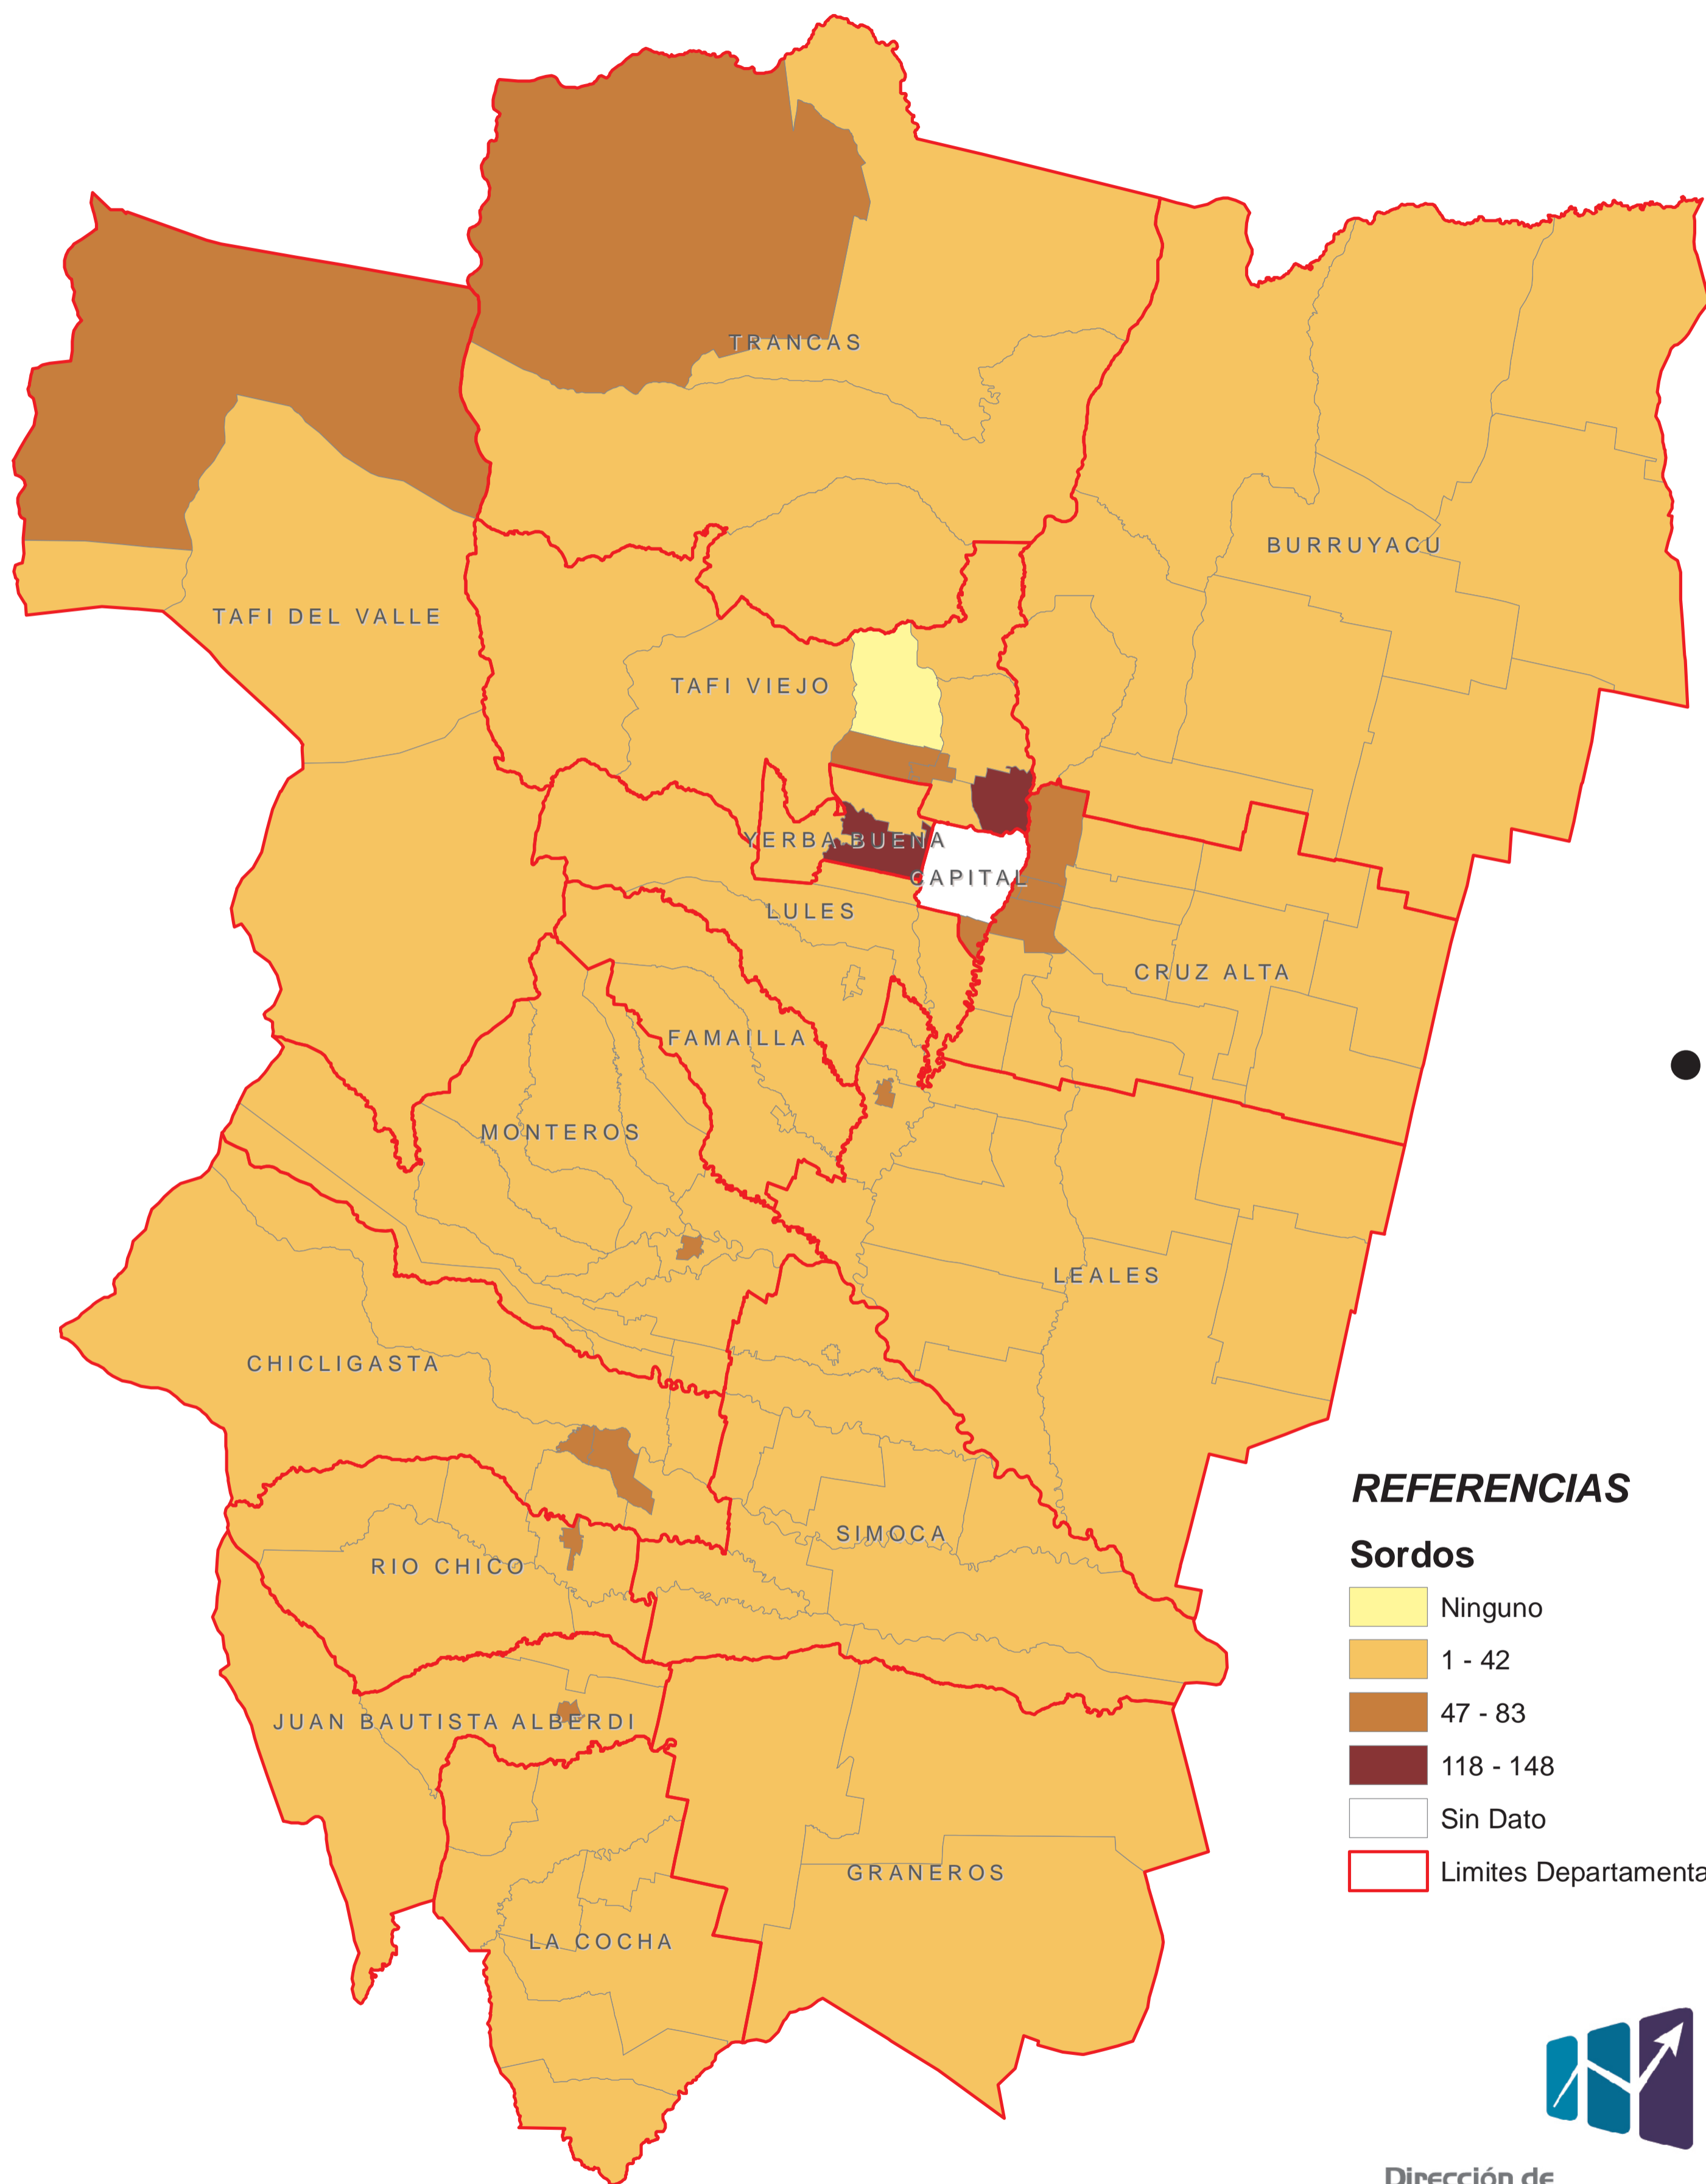 TRANCAS
BURRUYACU
TAFI DEL VALLE
TAFI VIEJO
YERBA BUENA
CAPITAL
LULES
CRUZ ALTA
FAMAILLA
MONTEROS
LEALES
CHICLIGASTA
SIMOCA
RIO CHICO
JUAN BAUTISTA ALBERDI
GRANEROS
LA COCHA
REFERENCIAS
Sordos
Ninguno
1 - 42
47 - 83
118 - 148
Sin Dato
Limites Departamenta
Dirección de